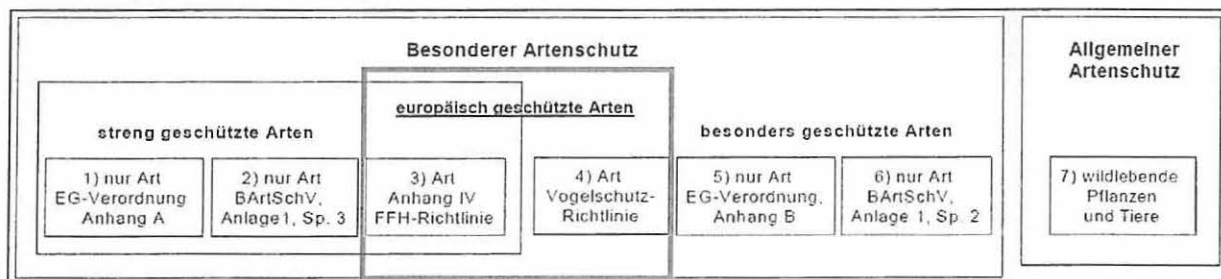 Besonderer Artenschutz
Allgemeiner
Artenschutz
europäisch geschützte Arten
streng geschützte Arten
besonders geschützte Arten
1) nur Art
EG-Verordnung
Anhang A
2) nur Art
BArtSchV,
Anlage1, Sp. 3
3) Art
Anhang IV
FFH-Richtlinie
4) Art
Vogelschutz-
Richtlinie
5) nur Art
EG-Verordnung,
Anhang B
6) nur Art
BArtSchV,
Anlage 1, Sp. 2
7) wildlebende
Pflanzen
und Tiere